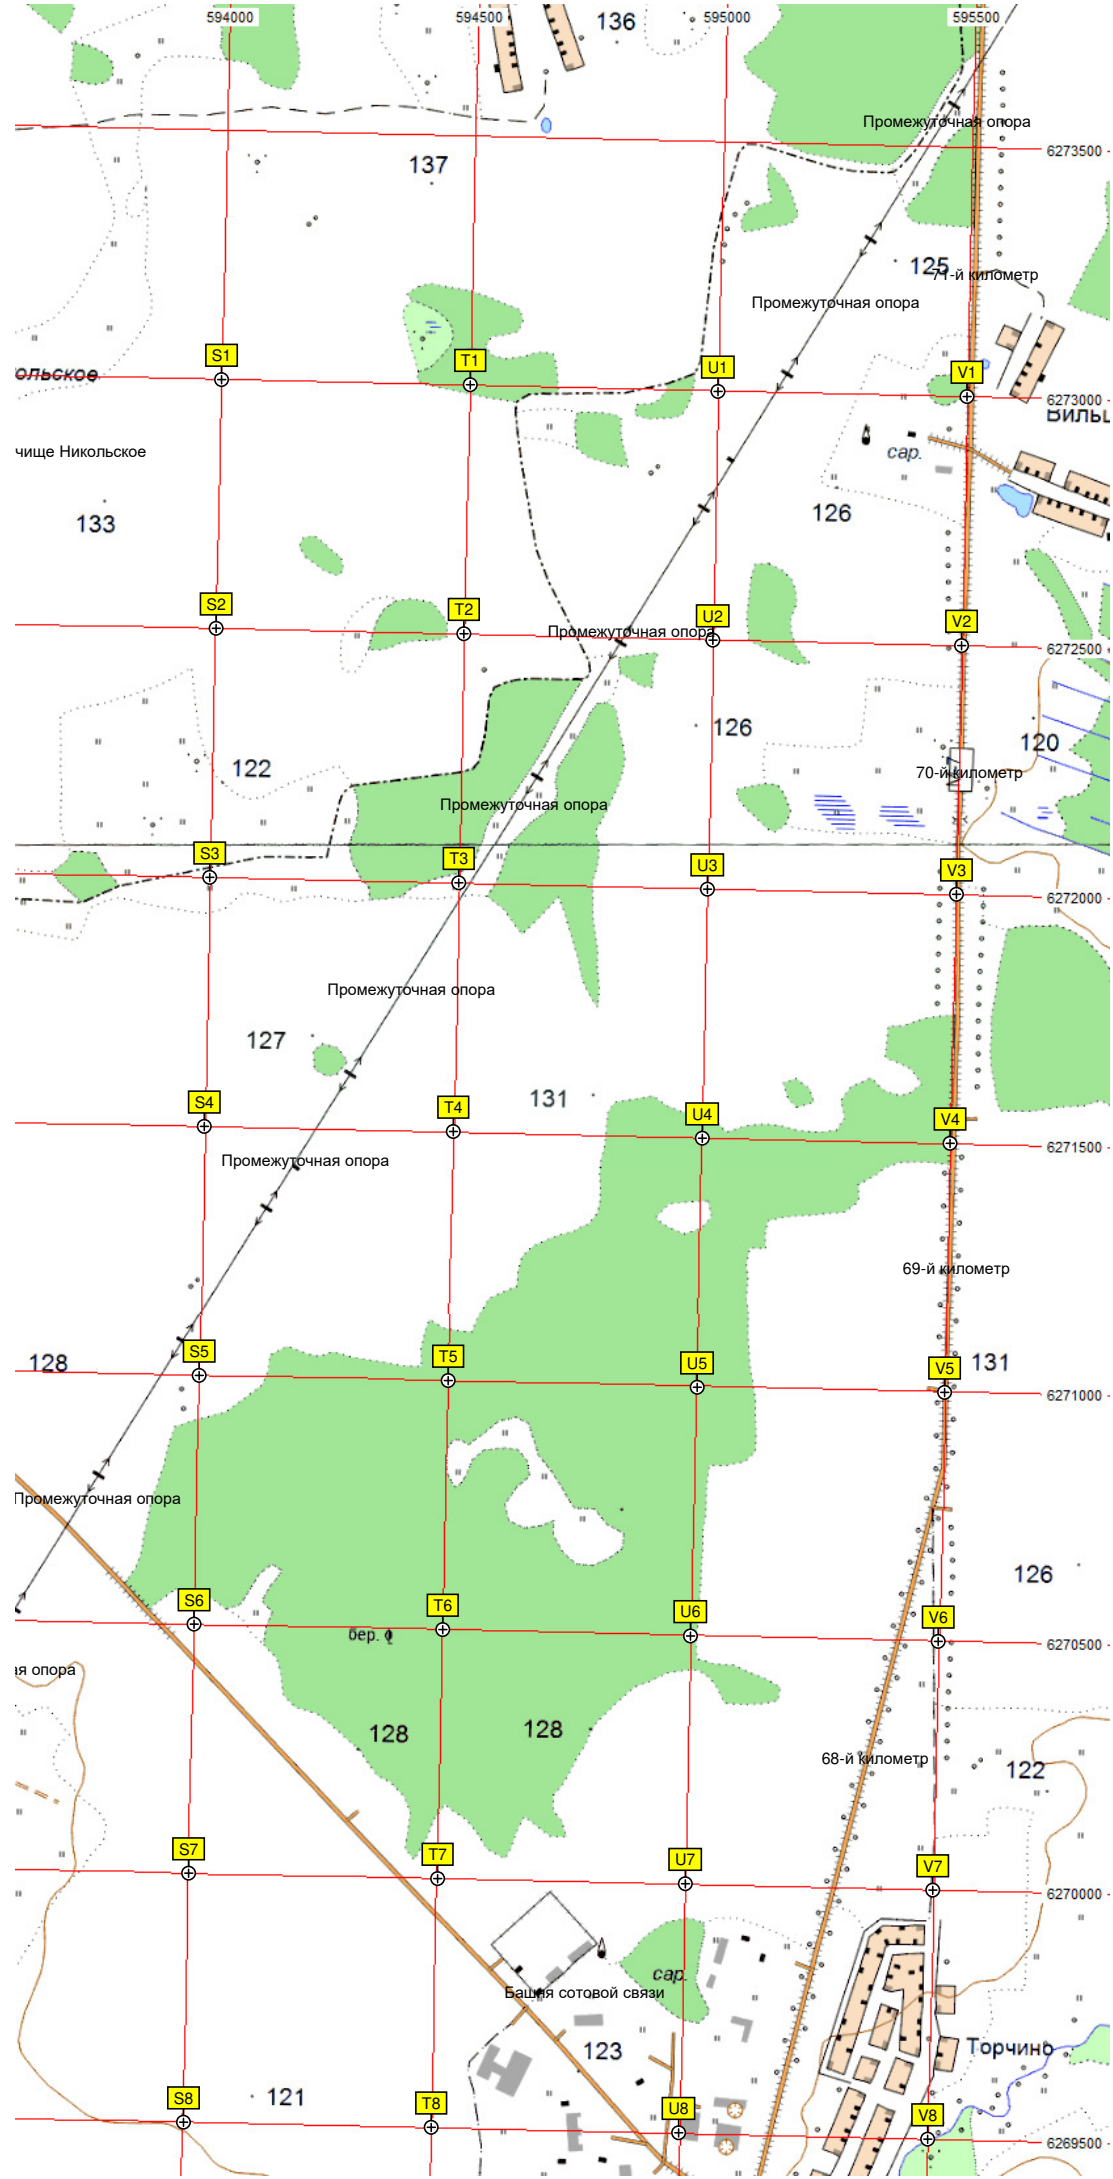 594000 594500 595000 595500
136
Промежуточная опора
6273500
137
125
71-й километр
Промежуточная опора
S1 T1 U1 V1
ольское
6273000
сар.
чище Никольское
133
126
S2 T2 U2 V2
Промежуточная опора
6272500
126
120
122
70-й километр
Промежуточная опора
S3 T3 U3 V3
6272000
Промежуточная опора
127
131
S4 T4 U4 V4
6271500
Промежуточная опора
69-й километр
S5 T5 U5 V5
128
131
6271000
Промежуточная опора
126
S6 T6 U6 V6
бер.
6270500
ая опора
128
128
68-й километр
122
S7 T7 U7 V7
6270000
сар.
Башня сотовой связи
123
Торчино
121
S8 T8 U8 V8
6269500